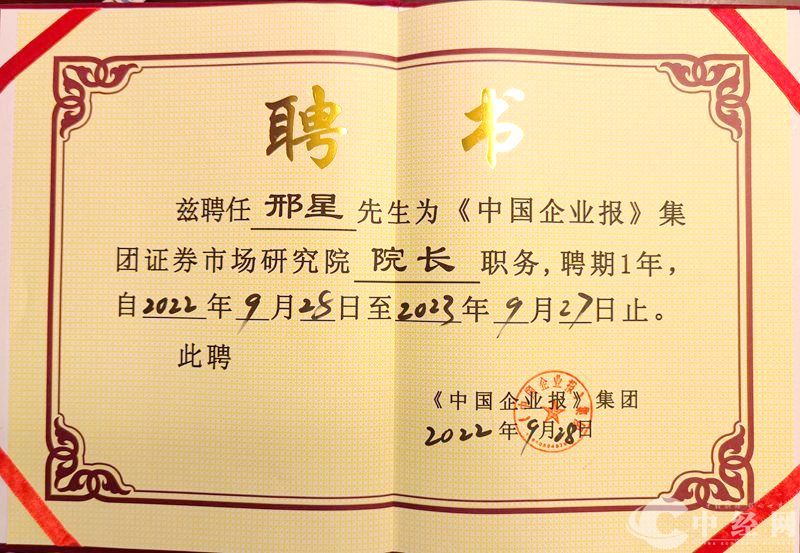 聘 书
兹聘任 邢星 先生为《中国企业报》集
团证券市场研究院 院长 职务,聘期1年,
自2022年9月28日至2023年9月27日止。
此聘
《中国企业报》集团
2022年9月28日
中经网